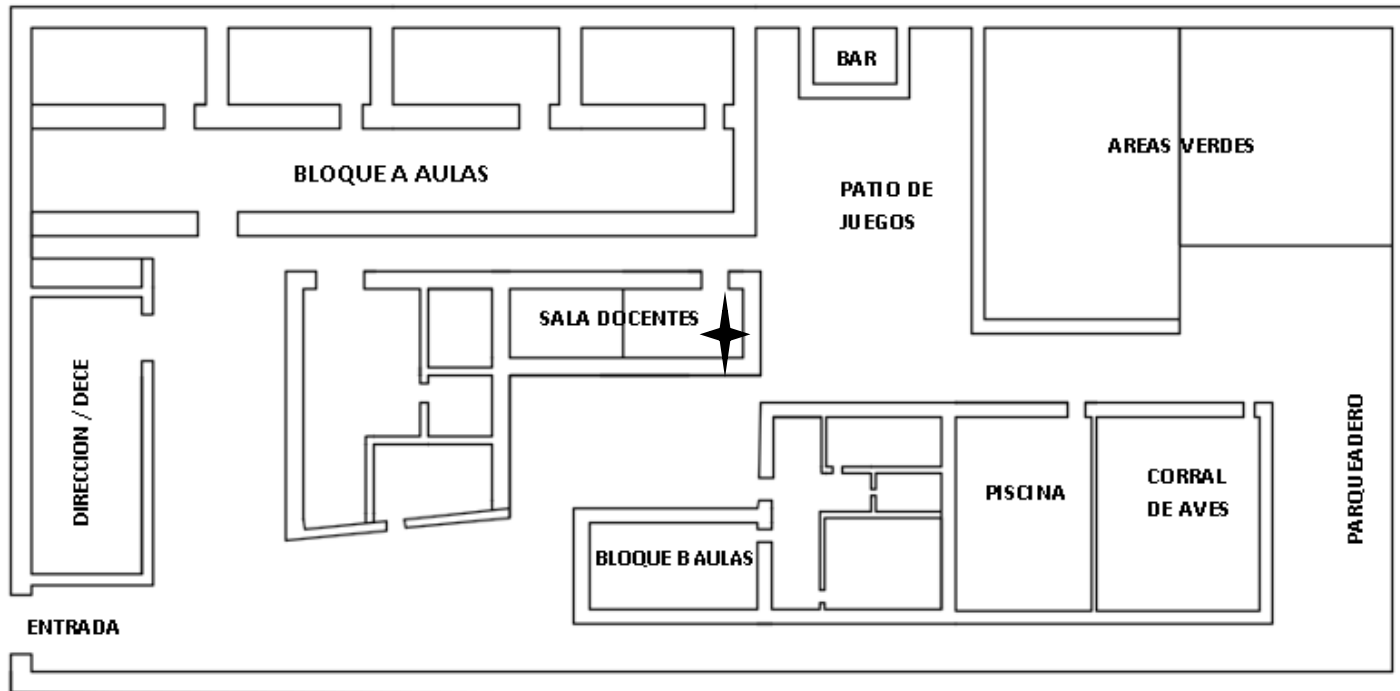 BAR
AREAS VERDES
BLOQUE A AULAS
PATIO DE
JUEGOS
SALA DOCENTES
DIRECCION / DECE
PARQUEADERO
CORRAL
DE AVES
PISCINA
BLOQUE B AULAS
ENTRADA